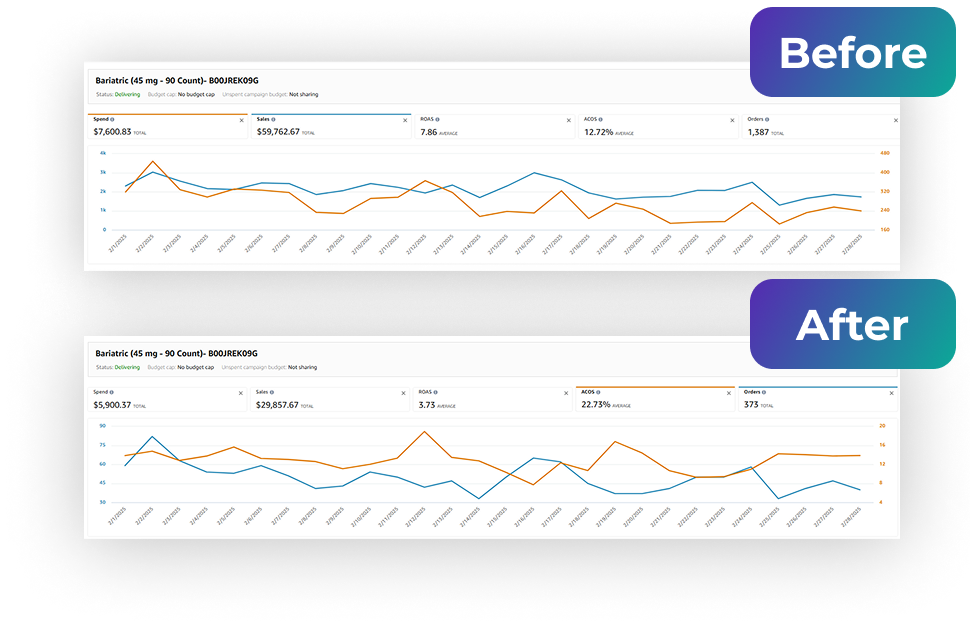 Before
Bariatric (45 mg - 90 Count)- B00JREK09G
Status: Delivering Budget cap: No budget cap Unspent campaign budget: Not sharing
Spend Sales ROAS ACOS Orders
$7,600.83 TOTAL $59,762.67 TOTAL 7.86 AVERAGE 12.72% AVERAGE 1,387 TOTAL
4k 480
3k 400
2k 320
1k 240
0 160
2/1/2025 2/2/2025 2/3/2025 2/4/2025 2/5/2025 2/6/2025 2/7/2025 2/8/2025 2/9/2025 2/10/2025 2/11/2025 2/12/2025 2/13/2025 2/14/2025 2/15/2025 2/16/2025 2/17/2025 2/18/2025 2/19/2025 2/20/2025 2/21/2025 2/22/2025 2/23/2025 2/24/2025 2/25/2025 2/26/2025 2/27/2025 2/28/2025
After
Bariatric (45 mg - 90 Count)- B00JREK09G
Status: Delivering Budget cap: No budget cap Unspent campaign budget: Not sharing
Spend Sales ROAS ACOS Orders
$5,900.37 TOTAL $29,857.67 TOTAL 3.73 AVERAGE 22.73% AVERAGE 373 TOTAL
90 20
75 16
60 12
45 8
30 4
2/1/2025 2/2/2025 2/3/2025 2/4/2025 2/5/2025 2/6/2025 2/7/2025 2/8/2025 2/9/2025 2/10/2025 2/11/2025 2/12/2025 2/13/2025 2/14/2025 2/15/2025 2/16/2025 2/17/2025 2/18/2025 2/19/2025 2/20/2025 2/21/2025 2/22/2025 2/23/2025 2/24/2025 2/25/2025 2/26/2025 2/27/2025 2/28/2025